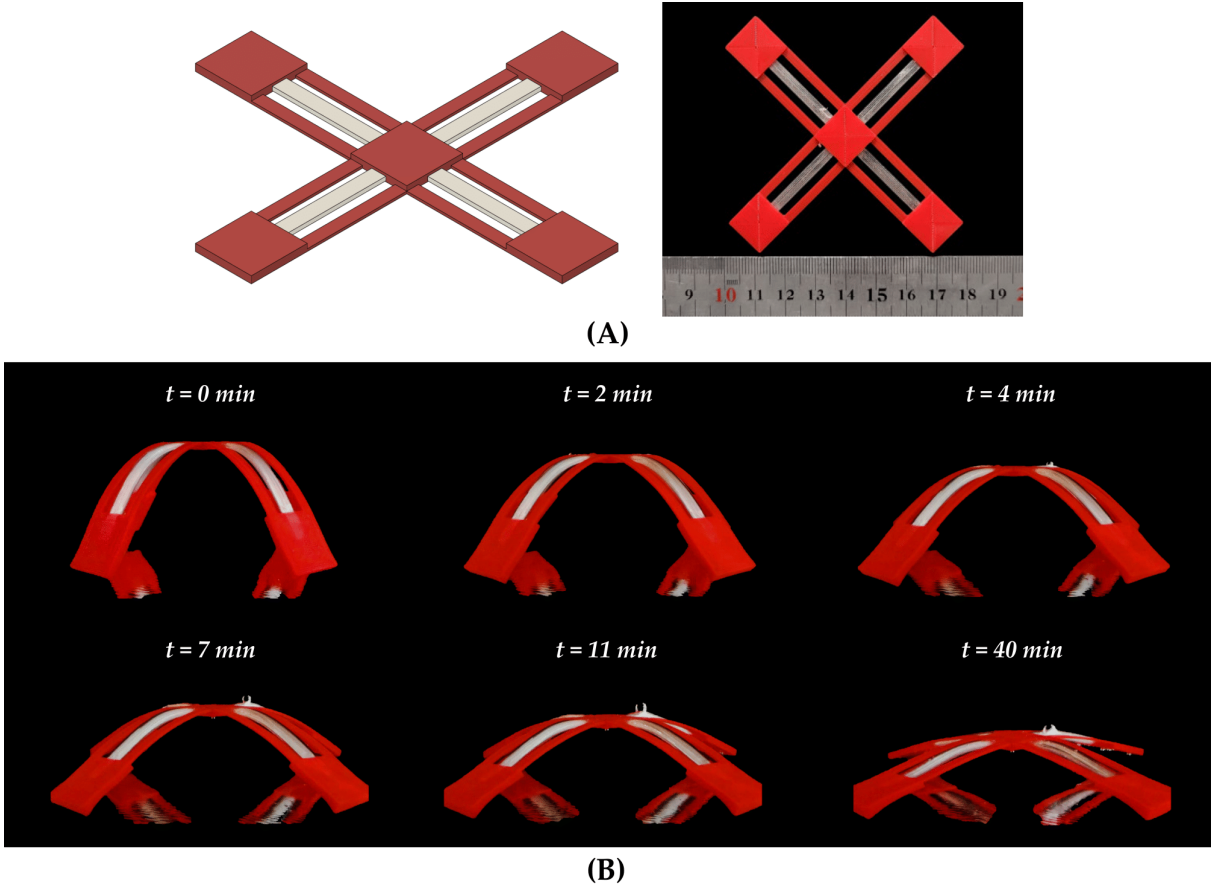 mm
9 10 11 12 13 14 15 16 17 18 19
(A)
t = 0 min t = 2 min t = 4 min
t = 7 min t = 11 min t = 40 min
(B)